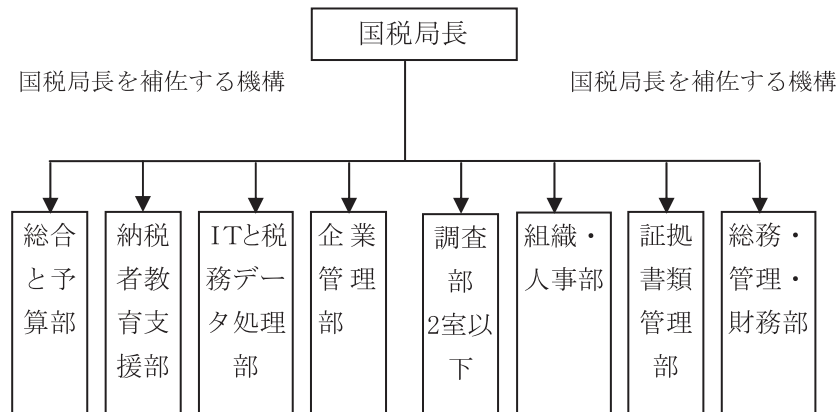 国税局長
国税局長を補佐する機構
国税局長を補佐する機構
総合
と予
算部
納税
者教
育支
援部
ITと税
務デー
タ処理
部
企業
管理
部
調査
部
2室以
下
組織・
人事部
証拠
書類
管理
部
総務・
管理・
財務部